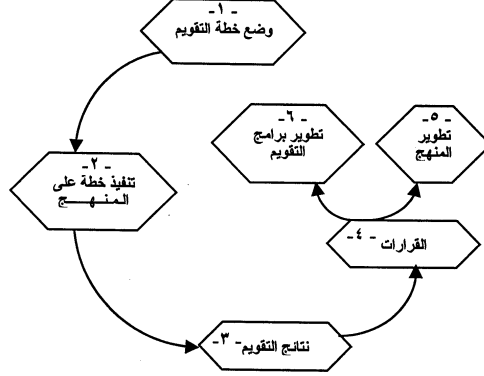 -١-
وضع خطة التقويم
-٢-
تنفيذ خطة على
المنهـــج
نتائج التقويم -٣-
القرارات -٤-
-٥-
تطوير
المنهج
-٦-
تطوير برامج
التقويم